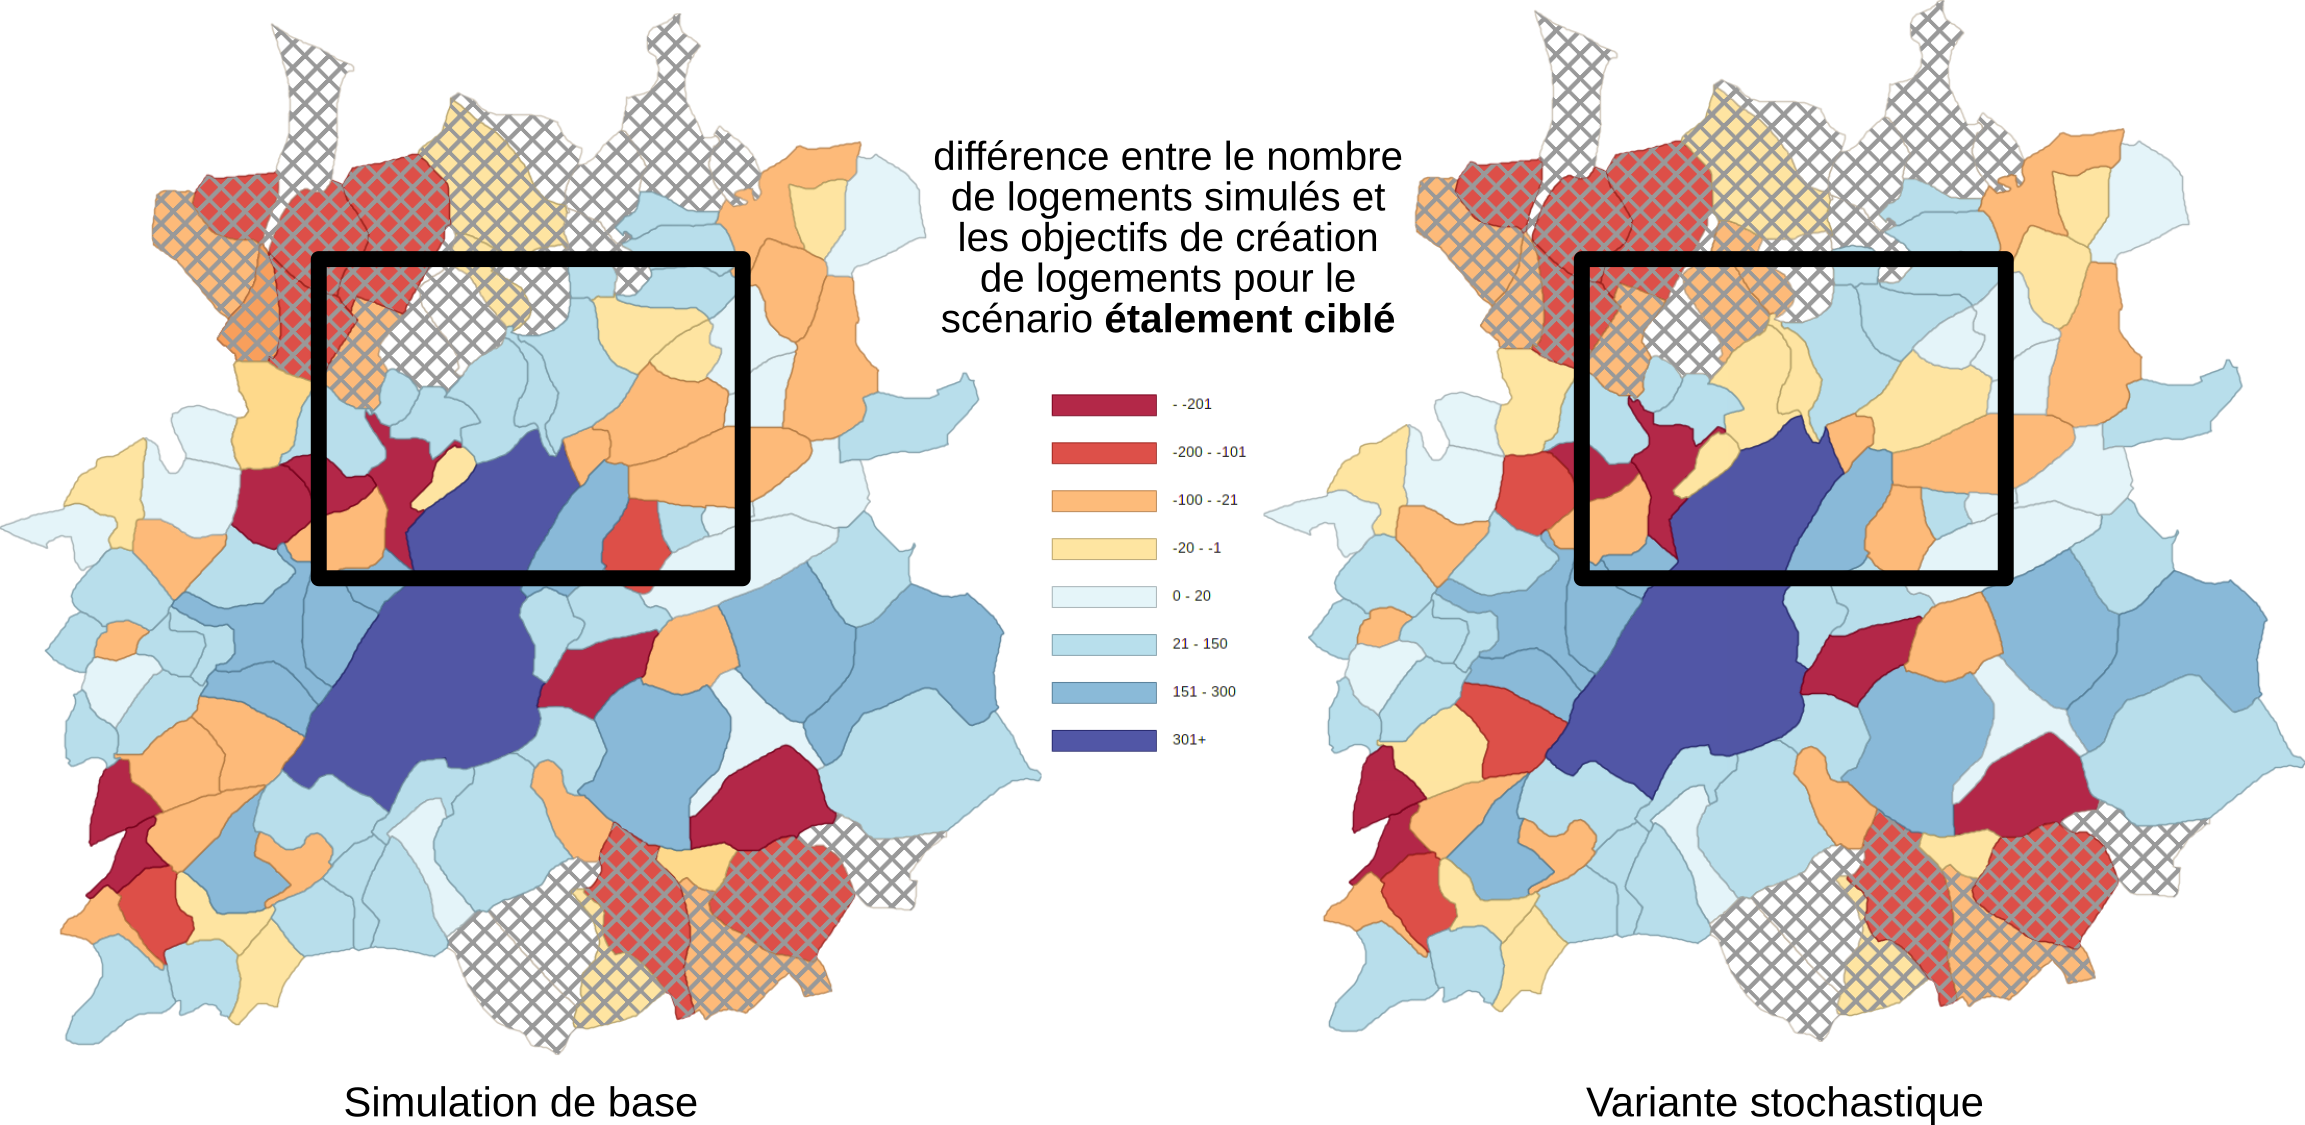 différence entre le nombre
de logements simulés et
les objectifs de création
de logements pour le
scénario étalement ciblé
- -201
-200 - -101
-100 - -21
-20 - -1
0 - 20
21 - 150
151 - 300
301+
Simulation de base
Variante stochastique